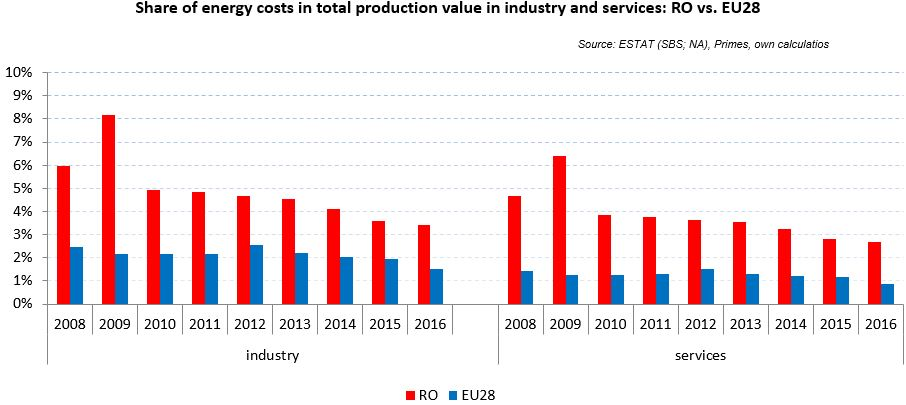 Share of energy costs in total production value in industry and services: RO vs. EU28
Source: ESTAT (SBS; NA), Primes, own calculatios
10%
9%
8%
7%
6%
5%
4%
3%
2%
1%
0%
2008 2009 2010 2011 2012 2013 2014 2015 2016 2008 2009 2010 2011 2012 2013 2014 2015 2016
industry services
RO EU28